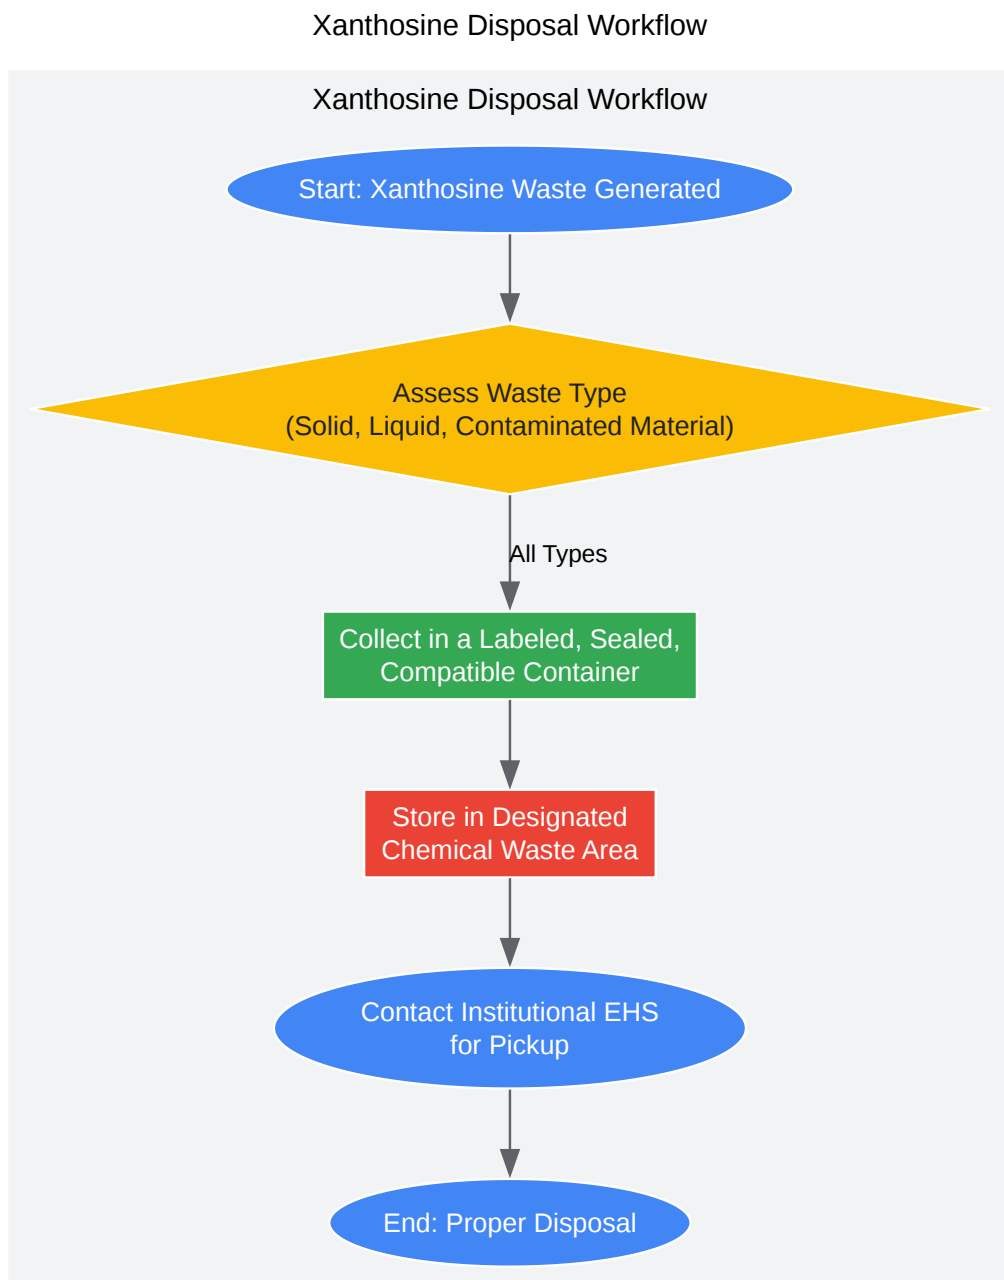 Xanthosine Disposal Workflow
Xanthosine Disposal Workflow
Start: Xanthosine Waste Generated
Assess Waste Type
(Solid, Liquid, Contaminated Material)
All Types
Collect in a Labeled, Sealed,
Compatible Container
Store in Designated
Chemical Waste Area
Contact Institutional EHS
for Pickup
End: Proper Disposal